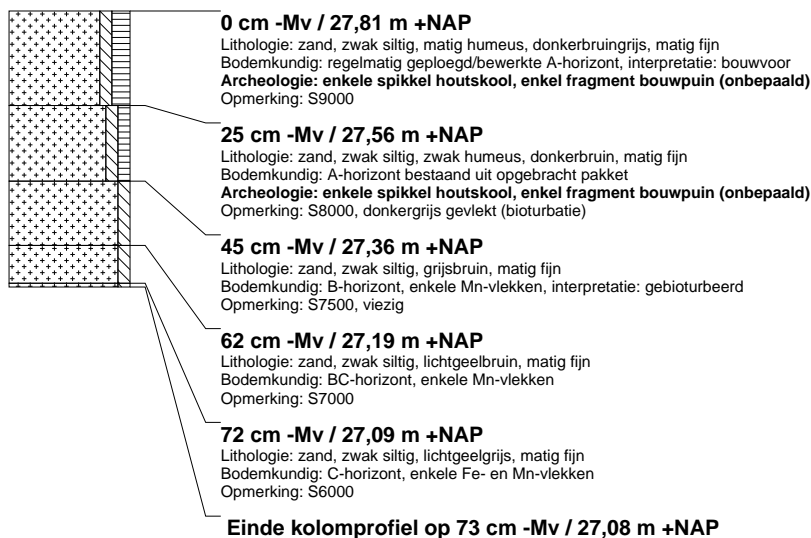 0 cm -Mv / 27,81 m +NAP
Lithologie: zand, zwak siltig, matig humeus, donkerbruingrijs, matig fijn
Bodemkundig: regelmatig geploegd/bewerkte A-horizont, interpretatie: bouwvoor
Archeologie: enkele spikkel houtskool, enkel fragment bouwpuin (onbepaald)
Opmerking: S9000
25 cm -Mv / 27,56 m +NAP
Lithologie: zand, zwak siltig, zwak humeus, donkerbruin, matig fijn
Bodemkundig: A-horizont bestaand uit opgebracht pakket
Archeologie: enkele spikkel houtskool, enkel fragment bouwpuin (onbepaald)
Opmerking: S8000, donkergrijs gevlekt (bioturbatie)
45 cm -Mv / 27,36 m +NAP
Lithologie: zand, zwak siltig, grijsbruin, matig fijn
Bodemkundig: B-horizont, enkele Mn-vlekken, interpretatie: gebioturbeerd
Opmerking: S7500, viezig
62 cm -Mv / 27,19 m +NAP
Lithologie: zand, zwak siltig, lichtgeelbruin, matig fijn
Bodemkundig: BC-horizont, enkele Mn-vlekken
Opmerking: S7000
72 cm -Mv / 27,09 m +NAP
Lithologie: zand, zwak siltig, lichtgeelgrijs, matig fijn
Bodemkundig: C-horizont, enkele Fe- en Mn-vlekken
Opmerking: S6000
Einde kolomprofiel op 73 cm -Mv / 27,08 m +NAP